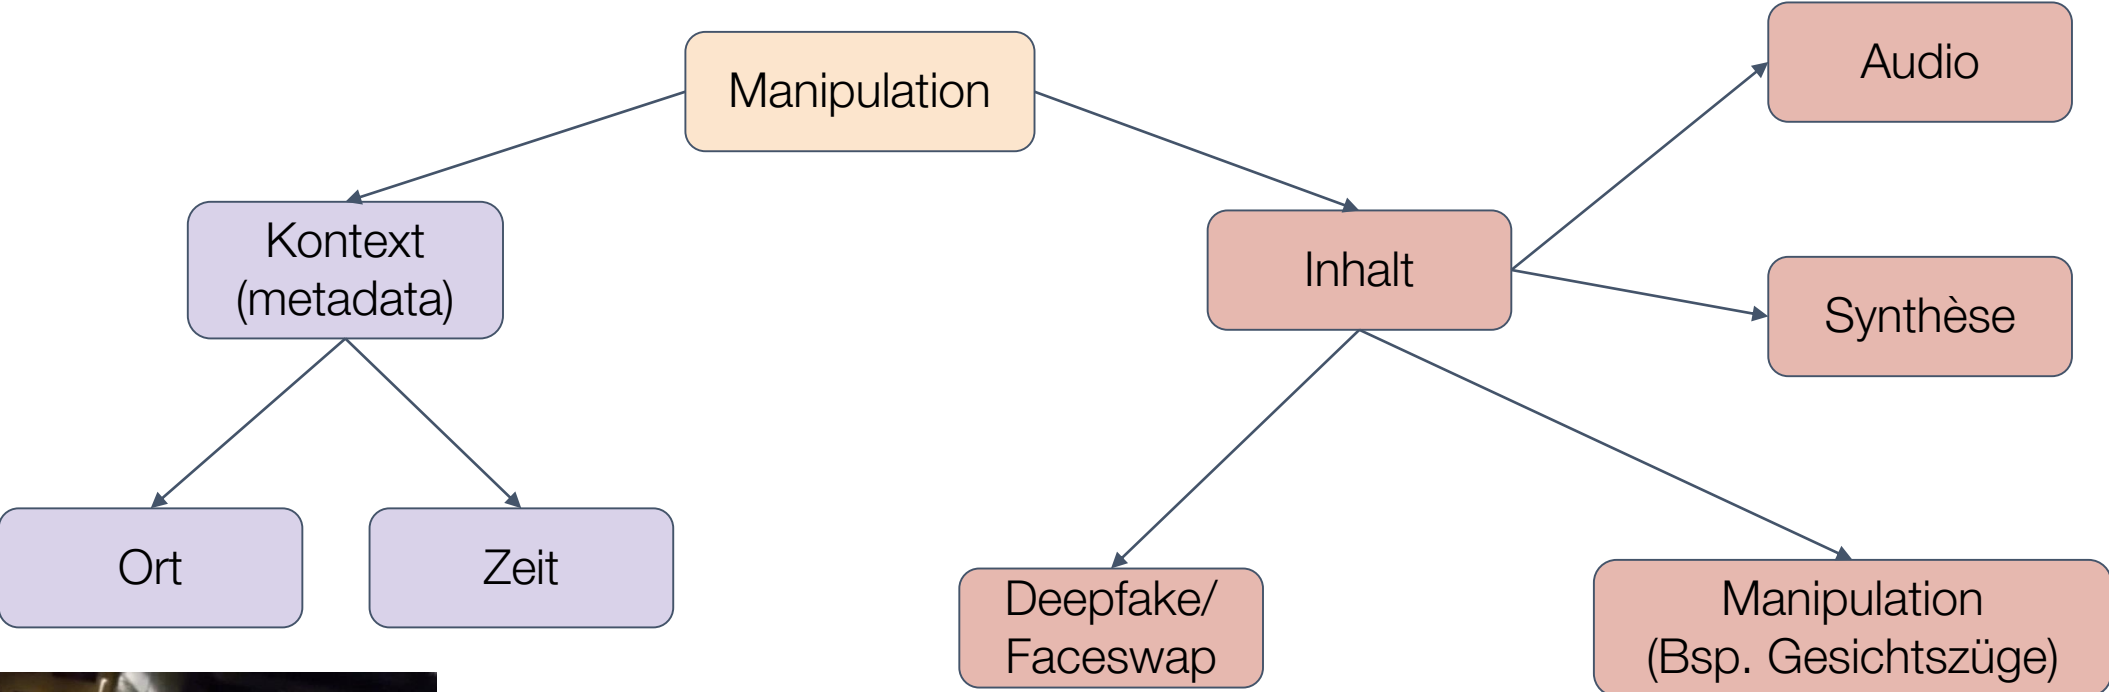 Manipulation
Audio
Kontext
(metadata)
Inhalt
Synthèse
Ort
Zeit
Deepfake/
Faceswap
Manipulation
(Bsp. Gesichtszüge)